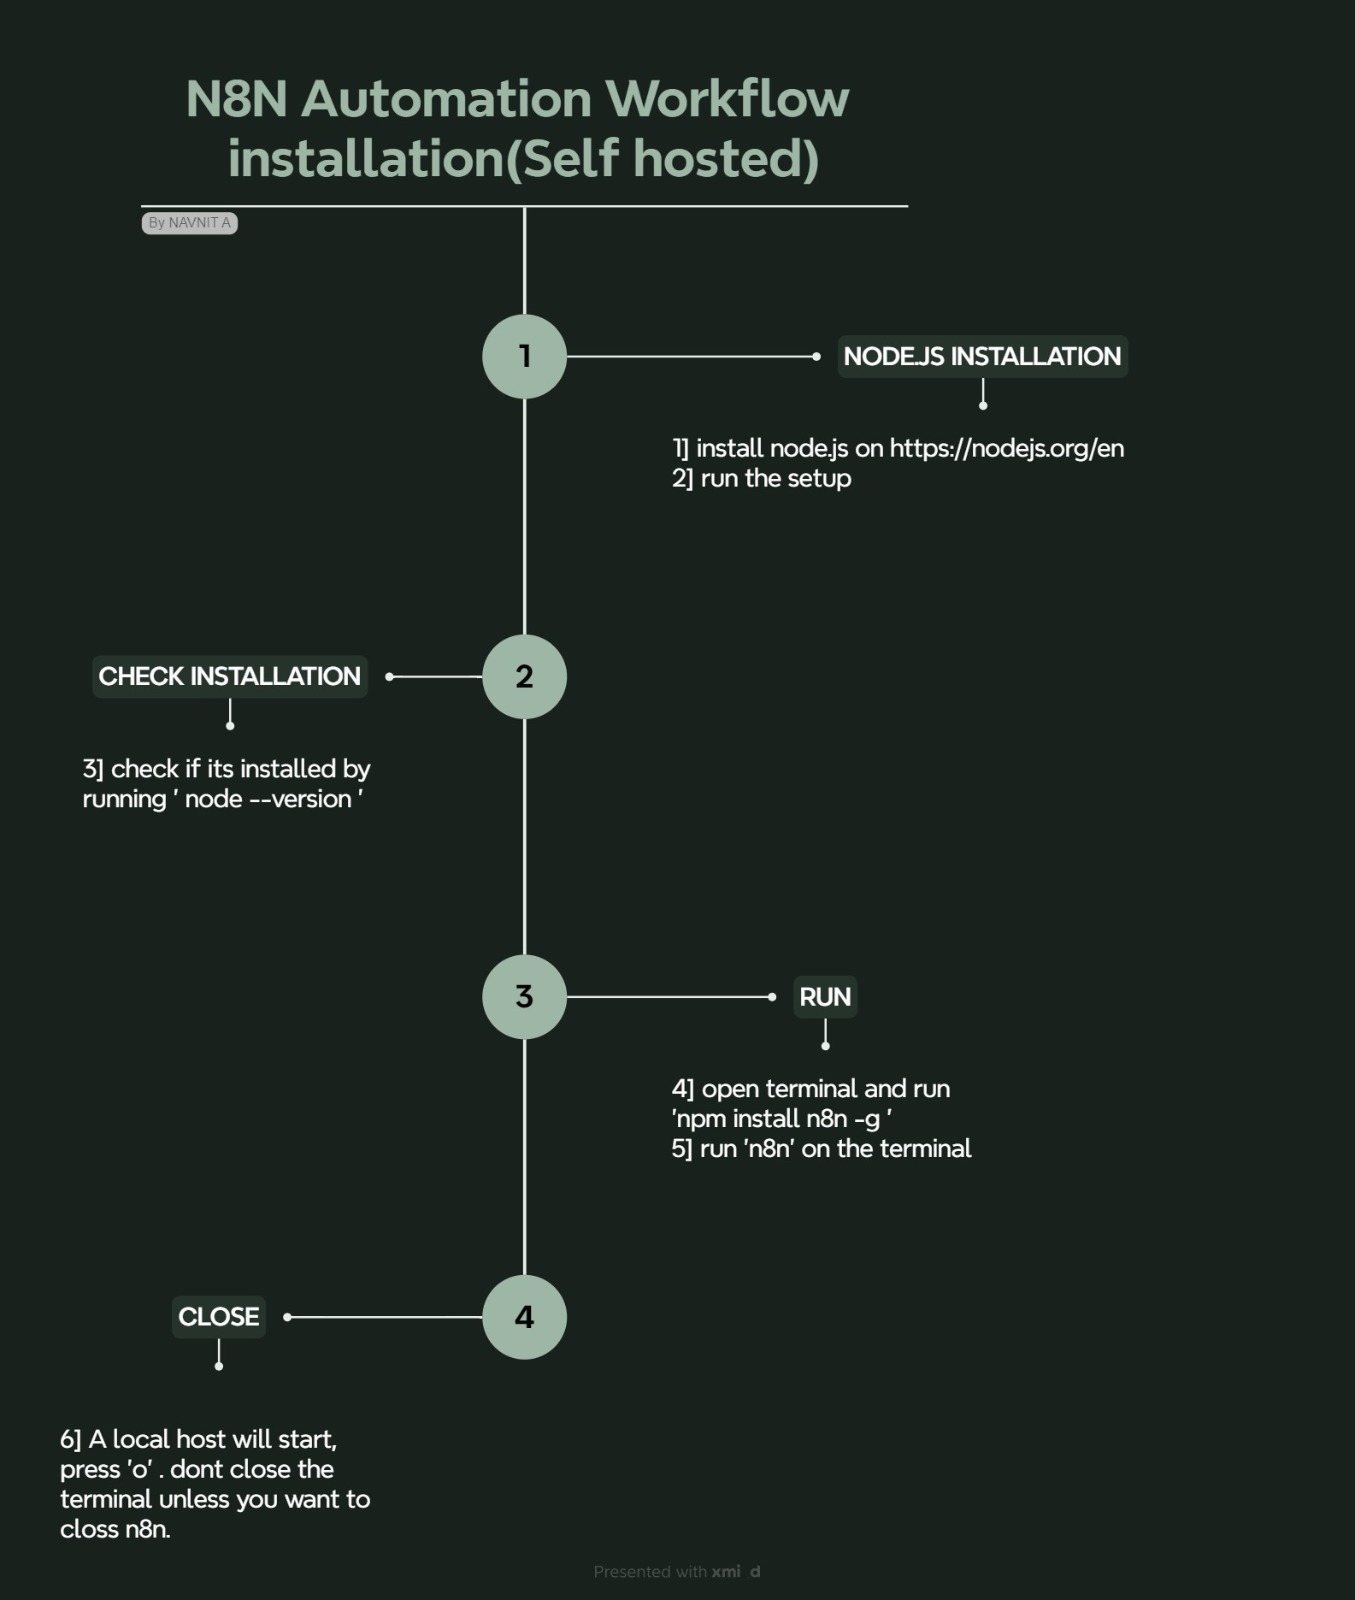 N8N Automation Workflow
installation(Self hosted)
By NAVNIT A
1
NODE.JS INSTALLATION
1] install node.js on https://nodejs.org/en
2] run the setup
2
CHECK INSTALLATION
3] check if its installed by
running ' node --version '
3
RUN
4] open terminal and run
'npm install n8n -g '
5] run 'n8n' on the terminal
4
CLOSE
6] A local host will start,
press 'o' . dont close the
terminal unless you want to
closs n8n.
Presented with xmi d